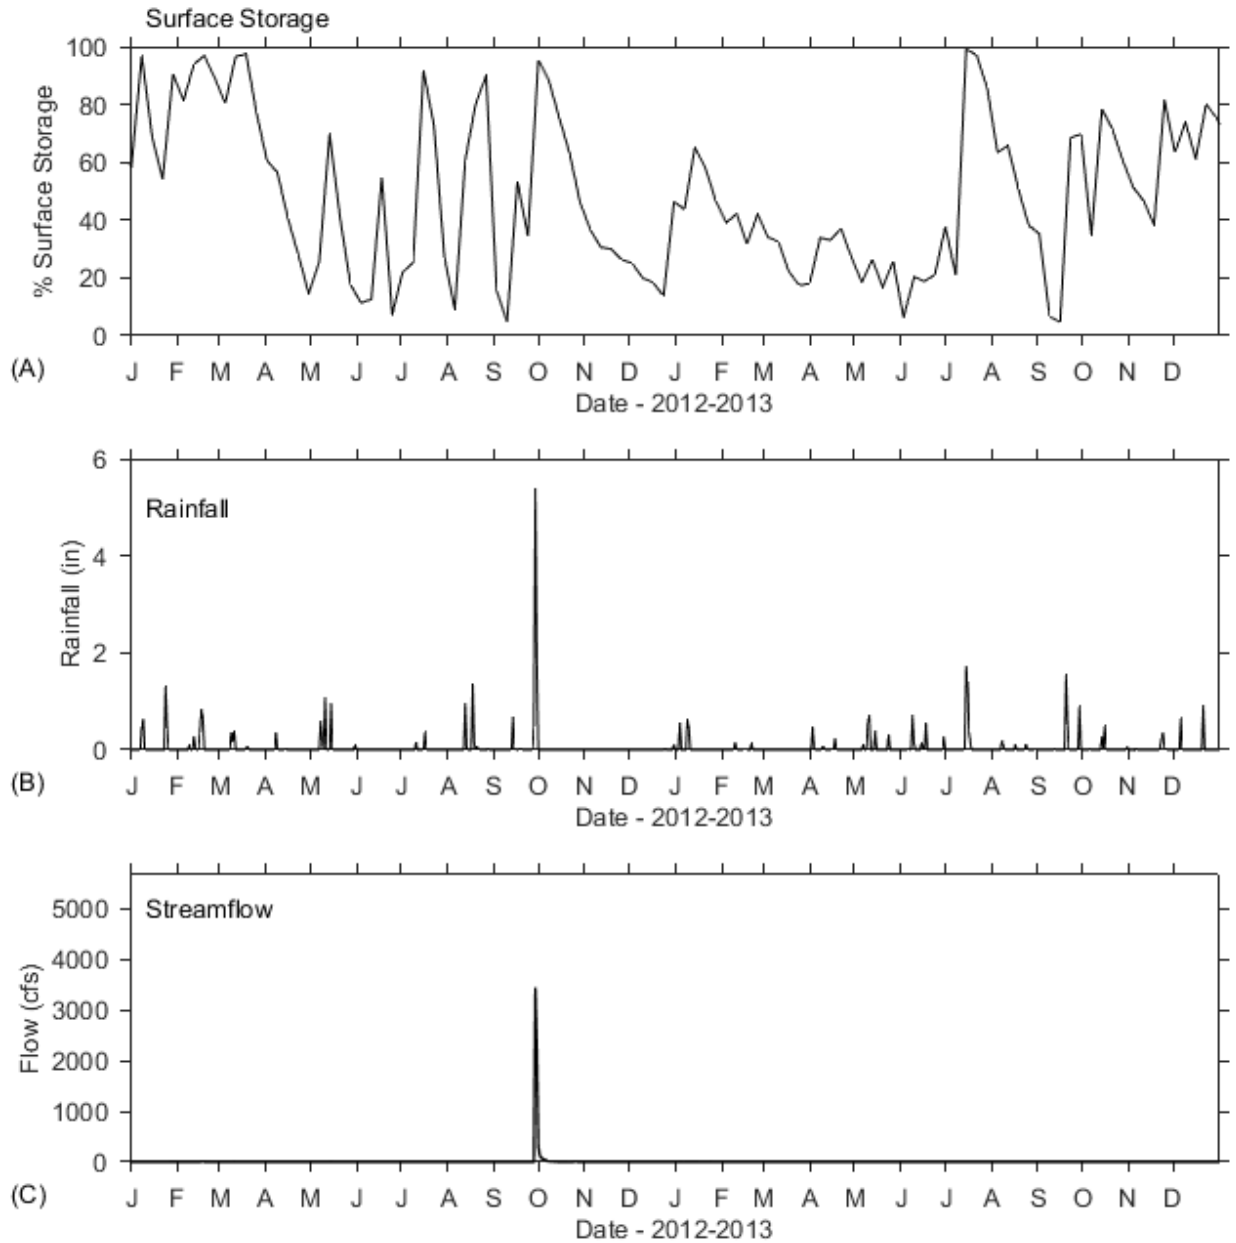 Surface Storage
100
80
60
40
20
0
% Surface Storage
(A)
J F M A M J J A S O N D J F M A M J J A S O N D
Date - 2012-2013
6
4
2
0
Rainfall
Rainfall (in)
(B)
J F M A M J J A S O N D J F M A M J J A S O N D
Date - 2012-2013
5000
4000
3000
2000
1000
0
Streamflow
Flow (cfs)
(C)
J F M A M J J A S O N D J F M A M J J A S O N D
Date - 2012-2013